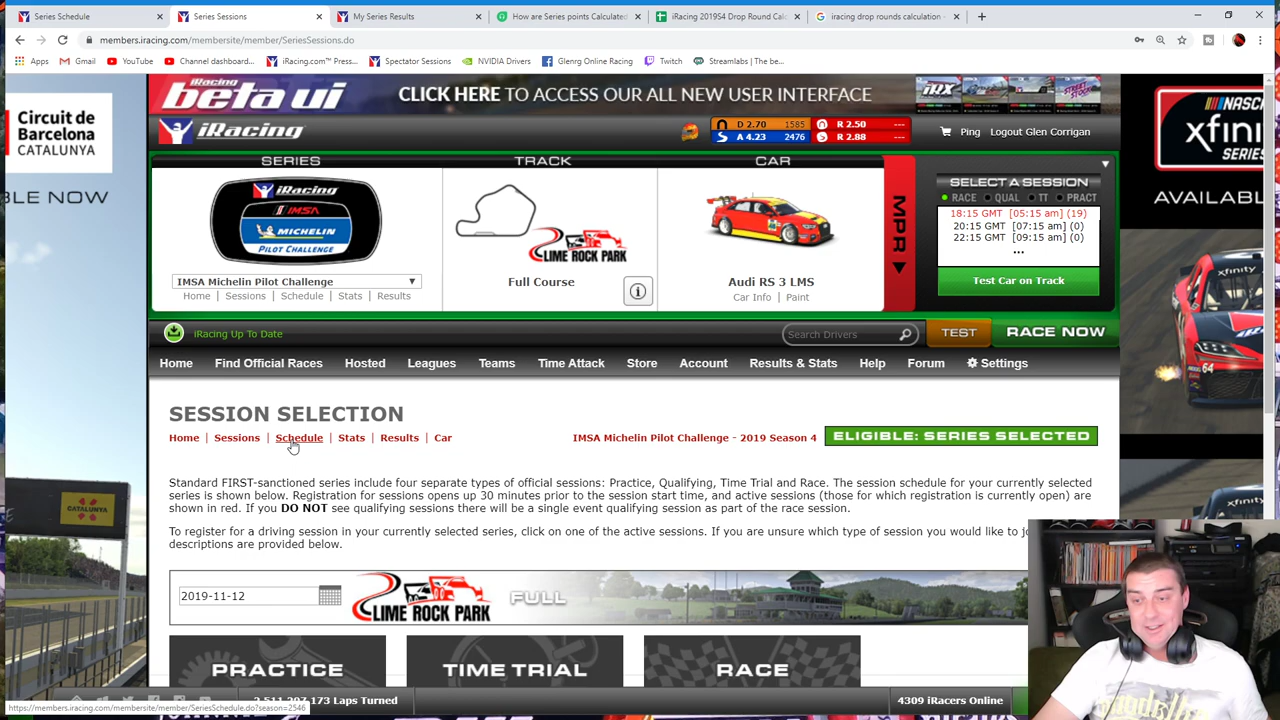 Series Schedule
Series Sessions
My Series Results
How are Series points Calculated
iRacing 2019S4 Drop Round Calc
iracing drop rounds calculation -
members.iracing.com/membersite/member/SeriesSessions.do
Apps
Gmail
YouTube
Channel dashboard...
iRacing.com™ Press...
Spectator Sessions
NVIDIA Drivers
Glenrg Online Racing
Twitch
Streamlabs | The be...
iRacing
beta ui
CLICK HERE TO ACCESS OUR ALL NEW USER INTERFACE
iRacing
D 2.70 1585
R 2.50 ---
A 4.23 2476
R 2.88 ---
Ping
Logout Glen Corrigan
Circuit de
Barcelona
CATALUNYA
BLE NOW
NASCAR
xfinity
SERIES
AVAILABL
SERIES
TRACK
CAR
iRacing
IMSA
MICHELIN
PILOT CHALLENGE
LIME ROCK PARK
MPR
IMSA Michelin Pilot Challenge
Full Course
Audi RS 3 LMS
Home | Sessions | Schedule | Stats | Results
Car Info | Paint
SELECT A SESSION
RACE QUAL TT PRACT
18:15 GMT [05:15 am] (19)
20:15 GMT [07:15 am] (0)
22:15 GMT [09:15 am] (0)
...
Test Car on Track
iRacing Up To Date
Search Drivers
TEST
RACE NOW
Home
Find Official Races
Hosted
Leagues
Teams
Time Attack
Store
Account
Results & Stats
Help
Forum
Settings
SESSION SELECTION
Home | Sessions | Schedule | Stats | Results | Car
IMSA Michelin Pilot Challenge - 2019 Season 4
ELIGIBLE: SERIES SELECTED
Standard FIRST-sanctioned series include four separate types of official sessions: Practice, Qualifying, Time Trial and Race. The session schedule for your currently selected
series is shown below. Registration for sessions opens up 30 minutes prior to the session start time, and active sessions (those for which registration is currently open) are
shown in red. If you DO NOT see qualifying sessions there will be a single event qualifying session as part of the race session.
To register for a driving session in your currently selected series, click on one of the active sessions. If you are unsure which type of session you would like to
descriptions are provided below.
2019-11-12
LIME ROCK PARK
FULL
PRACTICE
TIME TRIAL
RACE
CATALUNYA
xfinity
64
4309 iRacers Online
Laps Turned
https://members.iracing.com/membersite/member/SeriesSchedule.do?season=2546